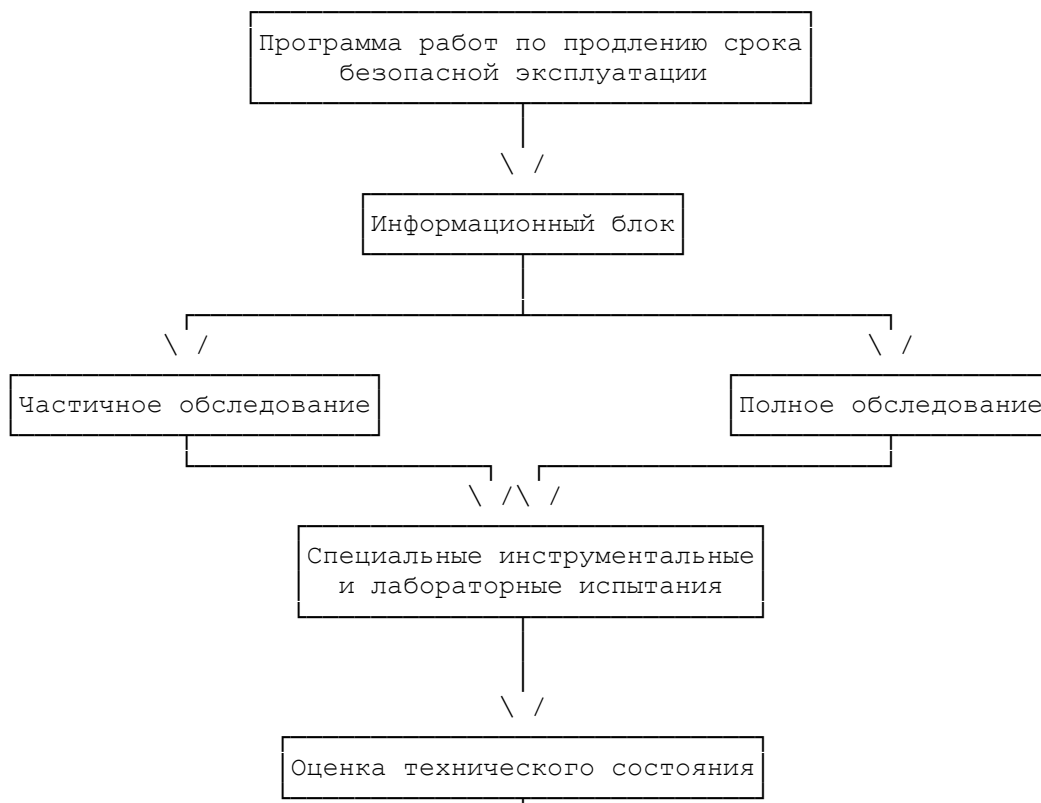 Программа работ по продлению срока
безопасной эксплуатации
Информационный блок
Частичное обследование
Полное обследование
Специальные инструментальные
и лабораторные испытания
Оценка технического состояния